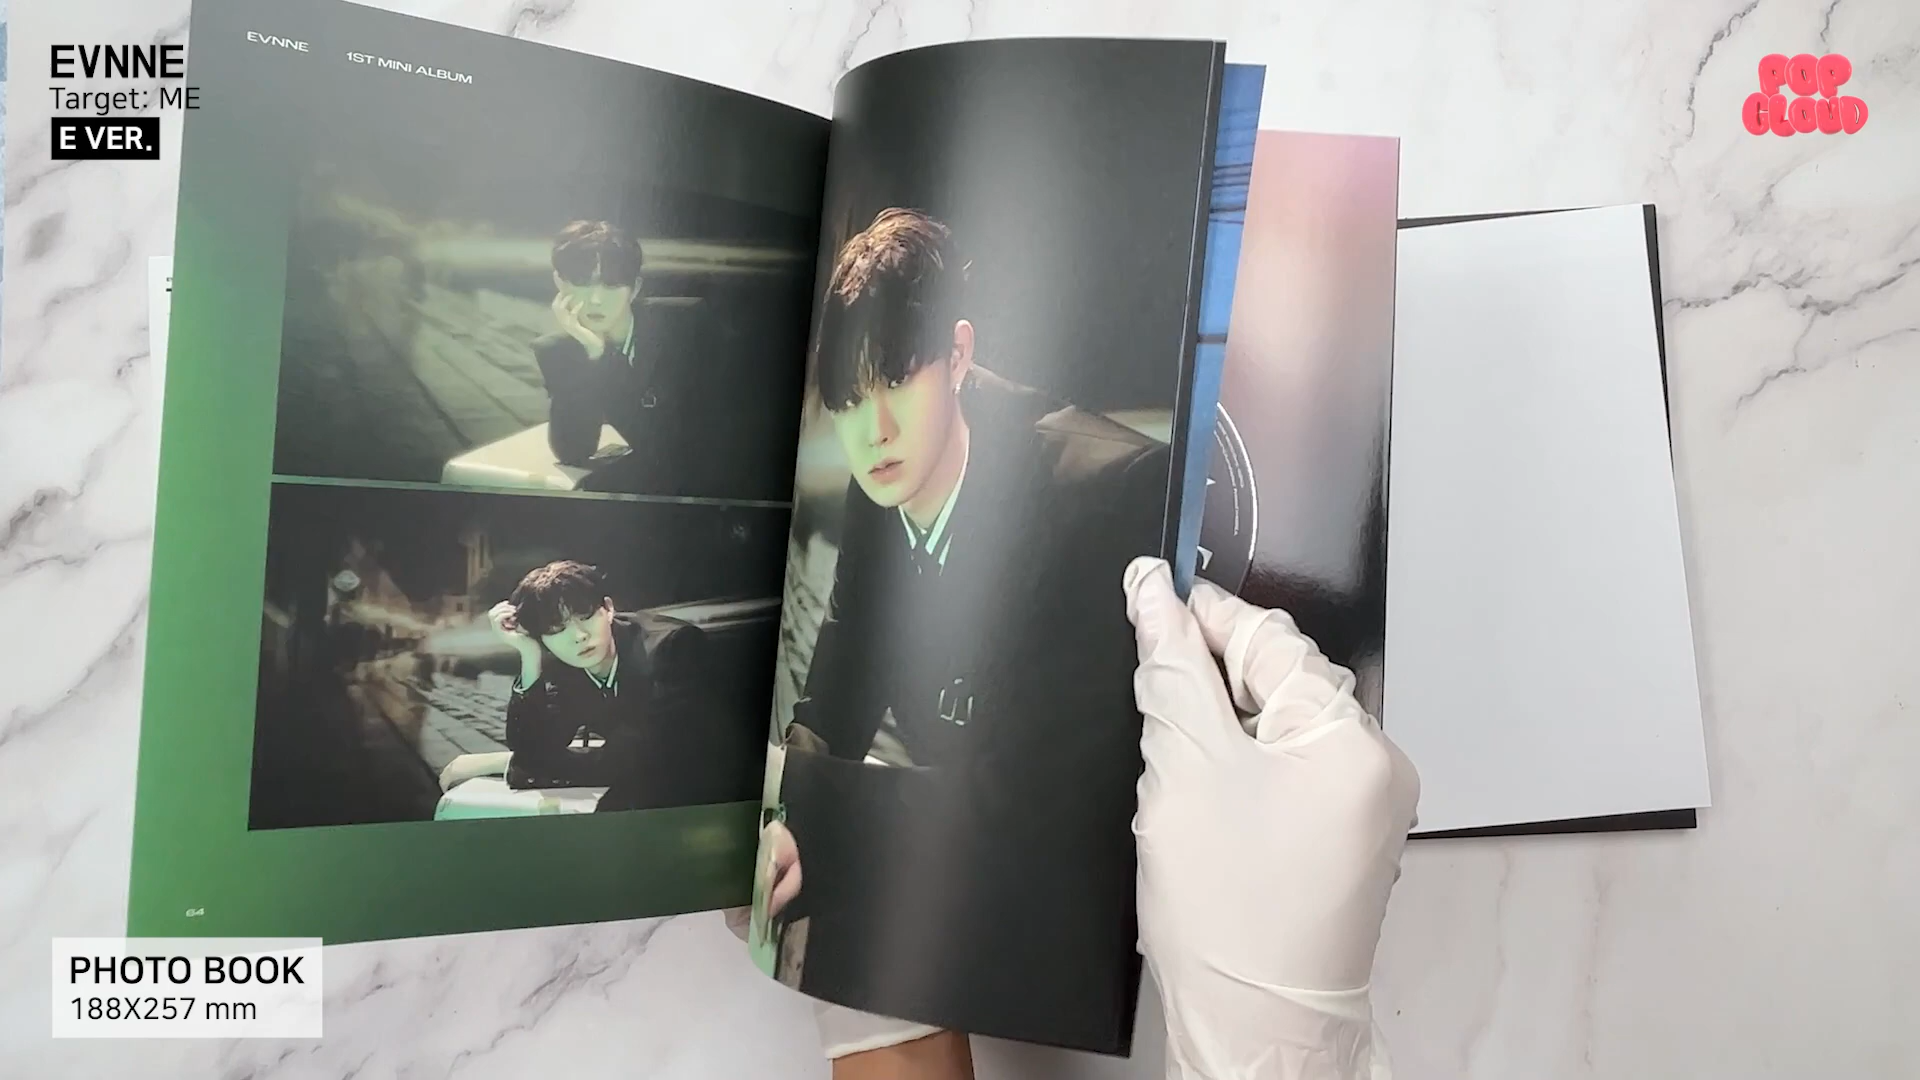 EVNNE
Target: ME
E VER.
EVNNE 1ST MINI ALBUM
POP
CLOUD
64
PHOTO BOOK
188X257 mm